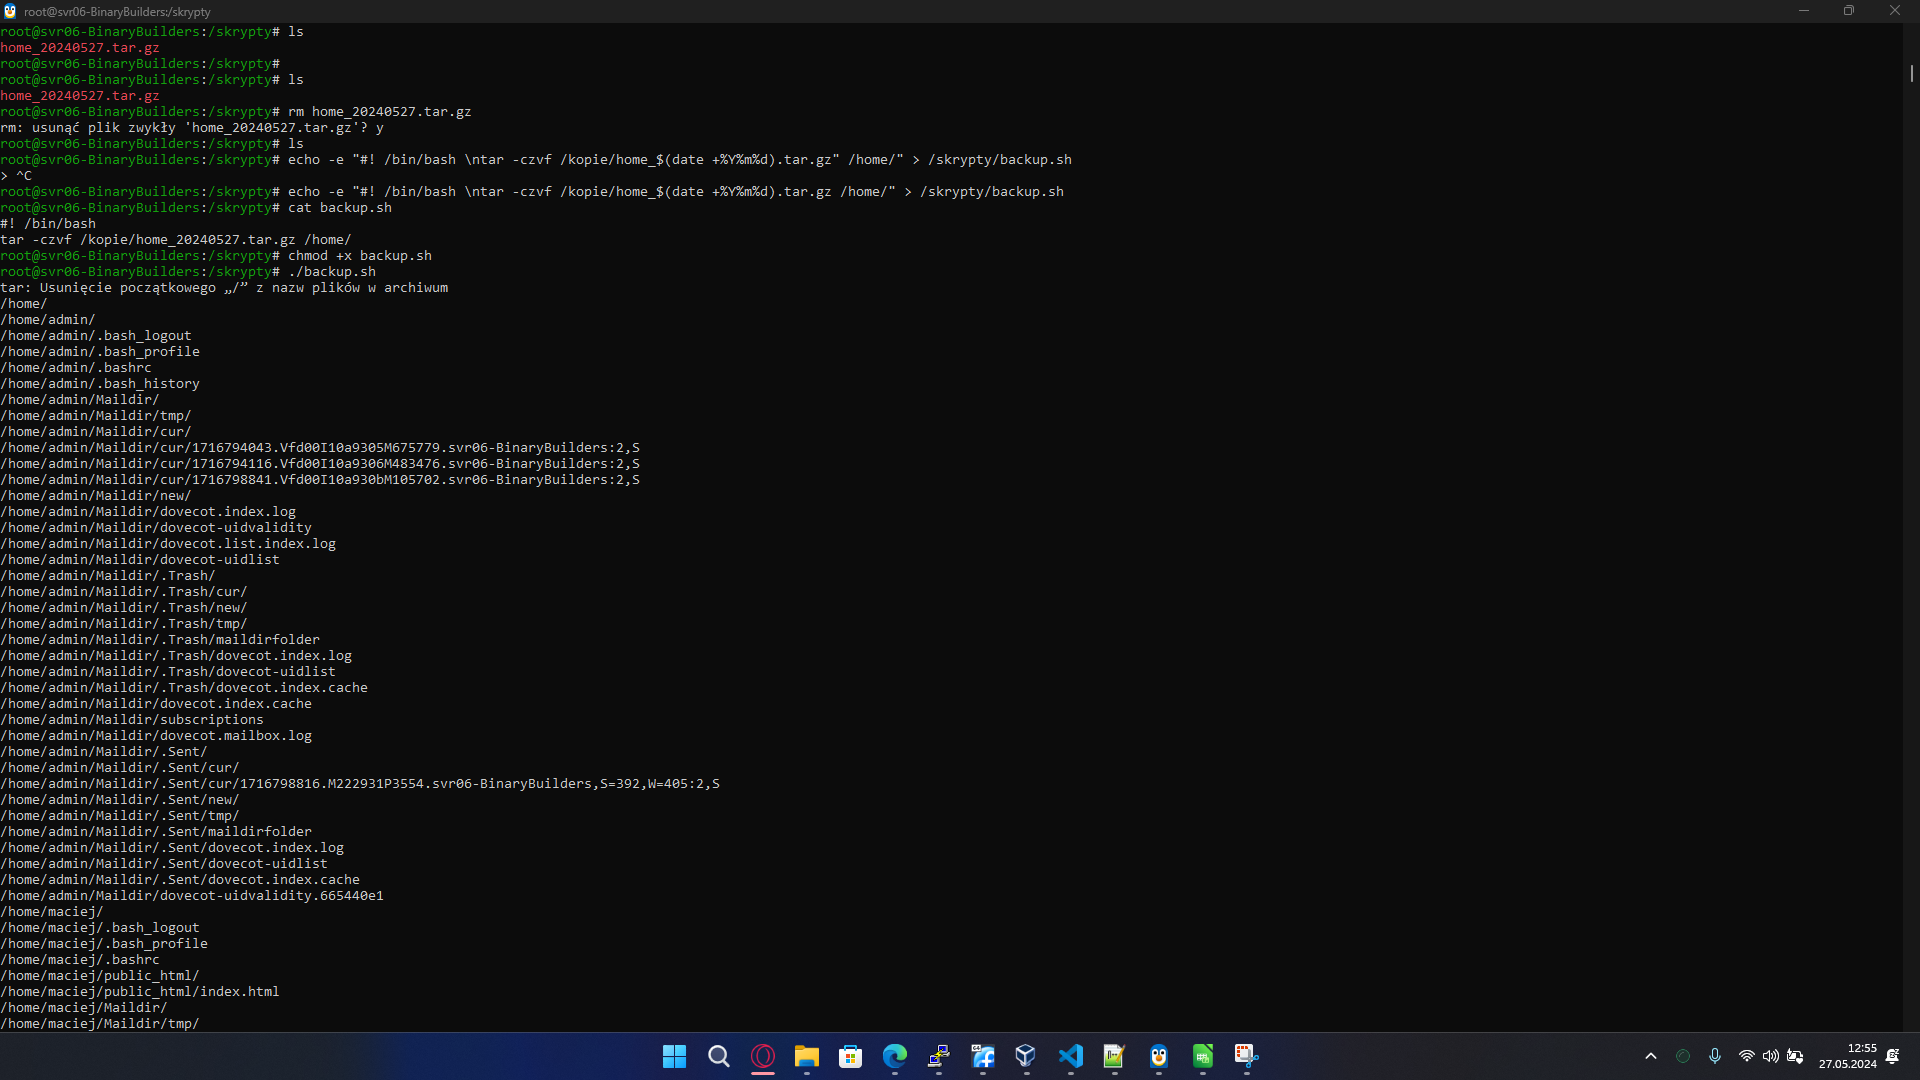 root@svr06-BinaryBuilders:/skrypty
root@svr06-BinaryBuilders:/skrypty# ls
home_20240527.tar.gz
root@svr06-BinaryBuilders:/skrypty#
root@svr06-BinaryBuilders:/skrypty# ls
home_20240527.tar.gz
root@svr06-BinaryBuilders:/skrypty# rm home_20240527.tar.gz
rm: usunąć plik zwykły 'home_20240527.tar.gz'? y
root@svr06-BinaryBuilders:/skrypty# ls
root@svr06-BinaryBuilders:/skrypty# echo -e "#! /bin/bash \ntar -czvf /kopie/home_$(date +%Y%m%d).tar.gz" /home/" > /skrypty/backup.sh
> ^C
root@svr06-BinaryBuilders:/skrypty# echo -e "#! /bin/bash \ntar -czvf /kopie/home_$(date +%Y%m%d).tar.gz /home/" > /skrypty/backup.sh
root@svr06-BinaryBuilders:/skrypty# cat backup.sh
#! /bin/bash
tar -czvf /kopie/home_20240527.tar.gz /home/
root@svr06-BinaryBuilders:/skrypty# chmod +x backup.sh
root@svr06-BinaryBuilders:/skrypty# ./backup.sh
tar: Usunięcie początkowego „/” z nazw plików w archiwum
/home/
/home/admin/
/home/admin/.bash_logout
/home/admin/.bash_profile
/home/admin/.bashrc
/home/admin/.bash_history
/home/admin/Maildir/
/home/admin/Maildir/tmp/
/home/admin/Maildir/cur/
/home/admin/Maildir/cur/1716794043.Vfd00I10a9305M675779.svr06-BinaryBuilders:2,S
/home/admin/Maildir/cur/1716794116.Vfd00I10a9306M483476.svr06-BinaryBuilders:2,S
/home/admin/Maildir/cur/1716798841.Vfd00I10a930bM105702.svr06-BinaryBuilders:2,S
/home/admin/Maildir/new/
/home/admin/Maildir/dovecot.index.log
/home/admin/Maildir/dovecot-uidvalidity
/home/admin/Maildir/dovecot.list.index.log
/home/admin/Maildir/dovecot-uidlist
/home/admin/Maildir/.Trash/
/home/admin/Maildir/.Trash/cur/
/home/admin/Maildir/.Trash/new/
/home/admin/Maildir/.Trash/tmp/
/home/admin/Maildir/.Trash/maildirfolder
/home/admin/Maildir/.Trash/dovecot.index.log
/home/admin/Maildir/.Trash/dovecot-uidlist
/home/admin/Maildir/.Trash/dovecot.index.cache
/home/admin/Maildir/dovecot.index.cache
/home/admin/Maildir/subscriptions
/home/admin/Maildir/dovecot.mailbox.log
/home/admin/Maildir/.Sent/
/home/admin/Maildir/.Sent/cur/
/home/admin/Maildir/.Sent/cur/1716798816.M222931P3554.svr06-BinaryBuilders,S=392,W=405:2,S
/home/admin/Maildir/.Sent/new/
/home/admin/Maildir/.Sent/tmp/
/home/admin/Maildir/.Sent/maildirfolder
/home/admin/Maildir/.Sent/dovecot.index.log
/home/admin/Maildir/.Sent/dovecot-uidlist
/home/admin/Maildir/.Sent/dovecot.index.cache
/home/admin/Maildir/dovecot-uidvalidity.665440e1
/home/maciej/
/home/maciej/.bash_logout
/home/maciej/.bash_profile
/home/maciej/.bashrc
/home/maciej/public_html/
/home/maciej/public_html/index.html
/home/maciej/Maildir/
/home/maciej/Maildir/tmp/
12:55
27.05.2024